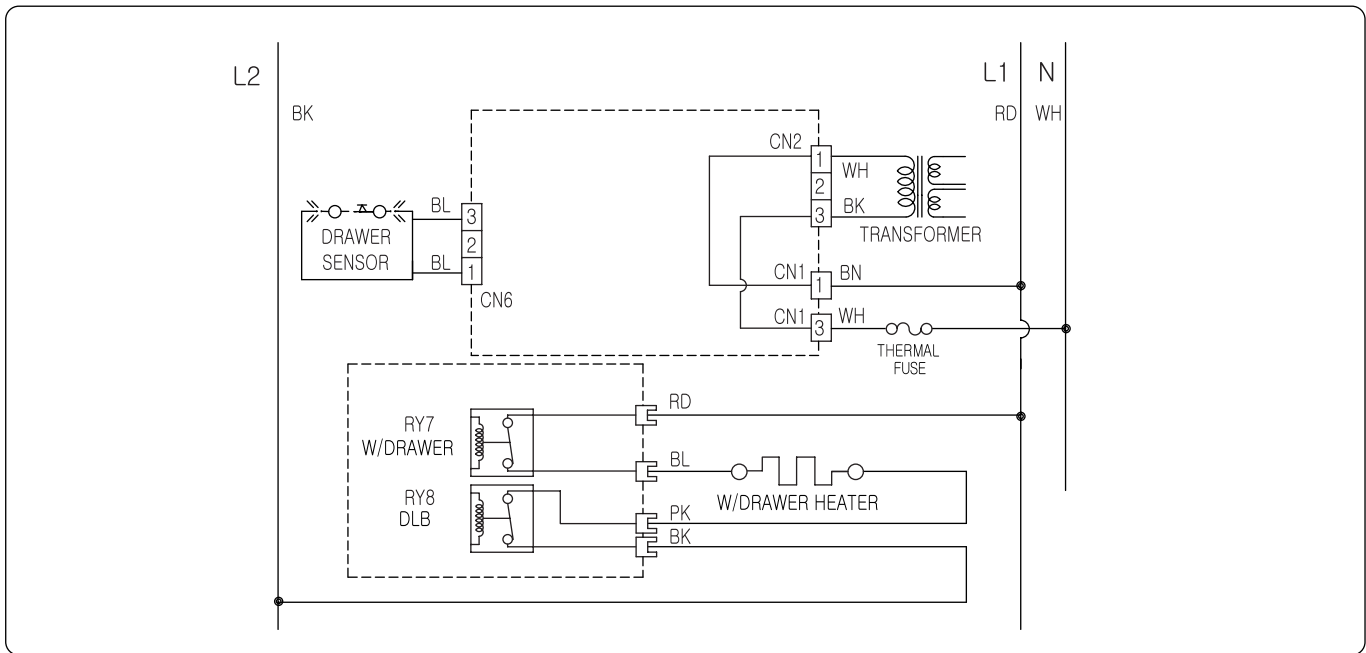 L2
L1 N
BK
RD WH
CN2
1
WH
2
BK
3
TRANSFORMER
BL
3
DRAWER
SENSOR
2
BL
1
CN6
CN1
1
BN
CN1
3
WH
THERMAL
FUSE
RD
RY7
W/DRAWER
BL
W/DRAWER HEATER
RY8
DLB
PK
BK